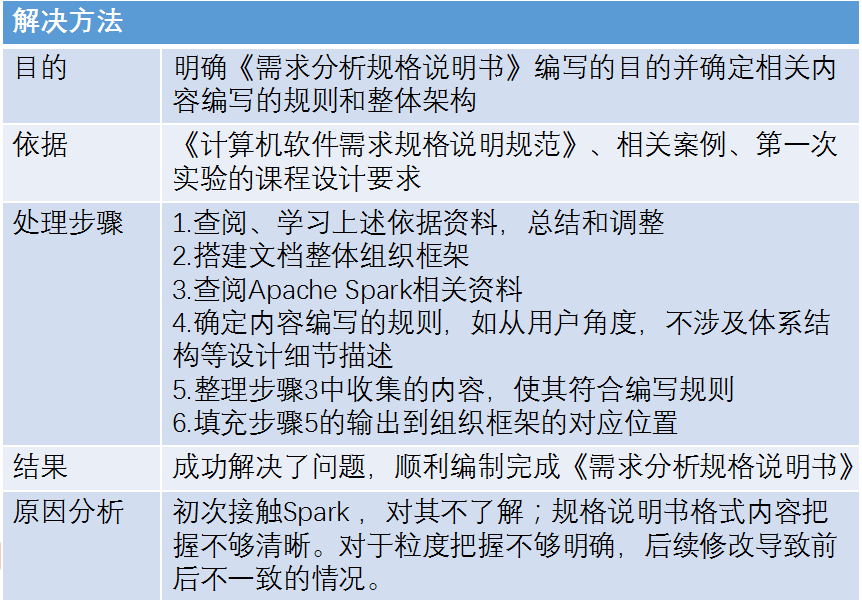 解决方法
目的
明确《需求分析规格说明书》编写的目的并确定相关内
容编写的规则和整体架构
依据
《计算机软件需求规格说明规范》、相关案例、第一次
实验的课程设计要求
处理步骤
1.查阅、学习上述依据资料，总结和调整
2.搭建文档整体组织框架
3.查阅Apache Spark相关资料
4.确定内容编写的规则，如从用户角度，不涉及体系结
构等设计细节描述
5.整理步骤3中收集的内容，使其符合编写规则
6.填充步骤5的输出到组织框架的对应位置
结果
成功解决了问题，顺利编制完成《需求分析规格说明书》
原因分析
初次接触Spark ，对其不了解；规格说明书格式内容把
握不够清晰。对于粒度把握不够明确，后续修改导致前
后不一致的情况。